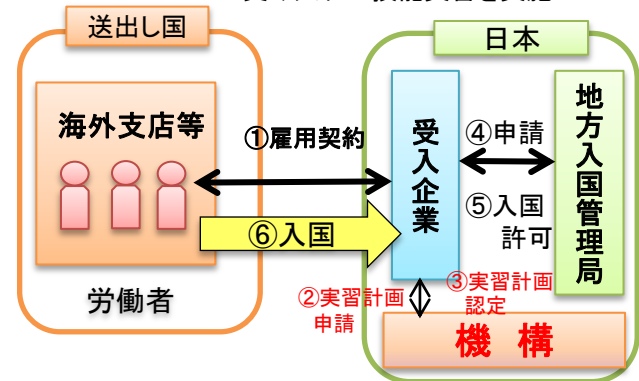 送出し国
日本
海外支店等
労働者
①雇用契約
⑥入国
受入企業
④申請
⑤入国
許可
地方入国管理局
②実習計画
申請
③実習計画
認定
機 構